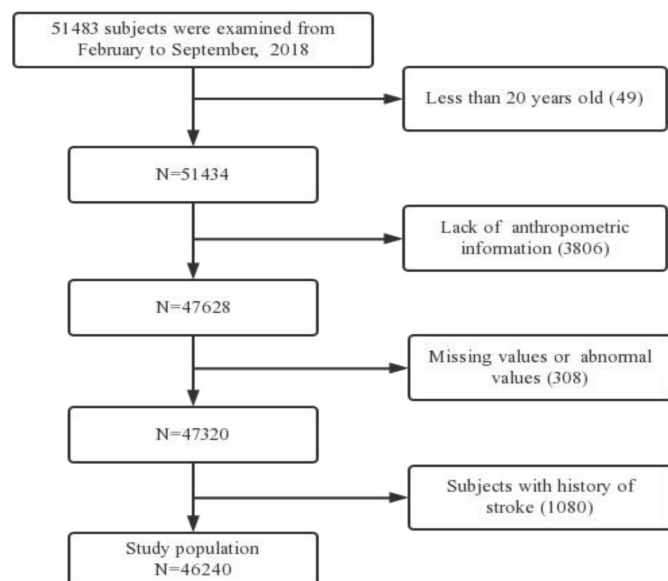 51483 subjects were examined from
February to September, 2018
Less than 20 years old (49)
N=51434
Lack of anthropometric
information (3806)
N=47628
Missing values or abnormal
values (308)
N=47320
Subjects with history of
stroke (1080)
Study population
N=46240